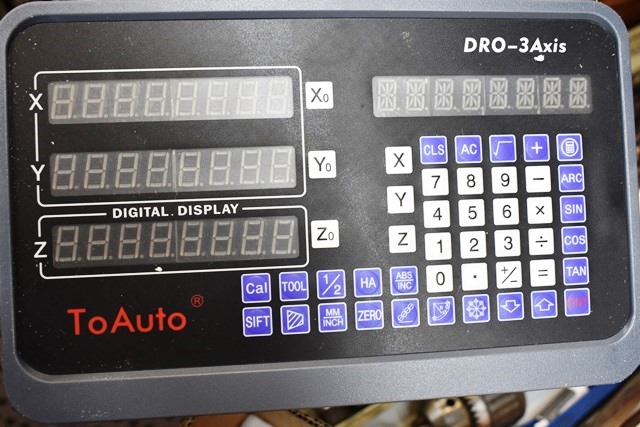 DRO-3Axis
X X₀
Y Y₀
DIGITAL DISPLAY
Z Z₀
X CLS AC √ +
7 8 9 − ARC
Y 4 5 6 × SIN
Z 1 2 3 ÷ COS
0 · +/− = TAN
Cal TOOL 1/2 HA ABS/INC
SIFT MM/INCH ZERO
ToAuto®